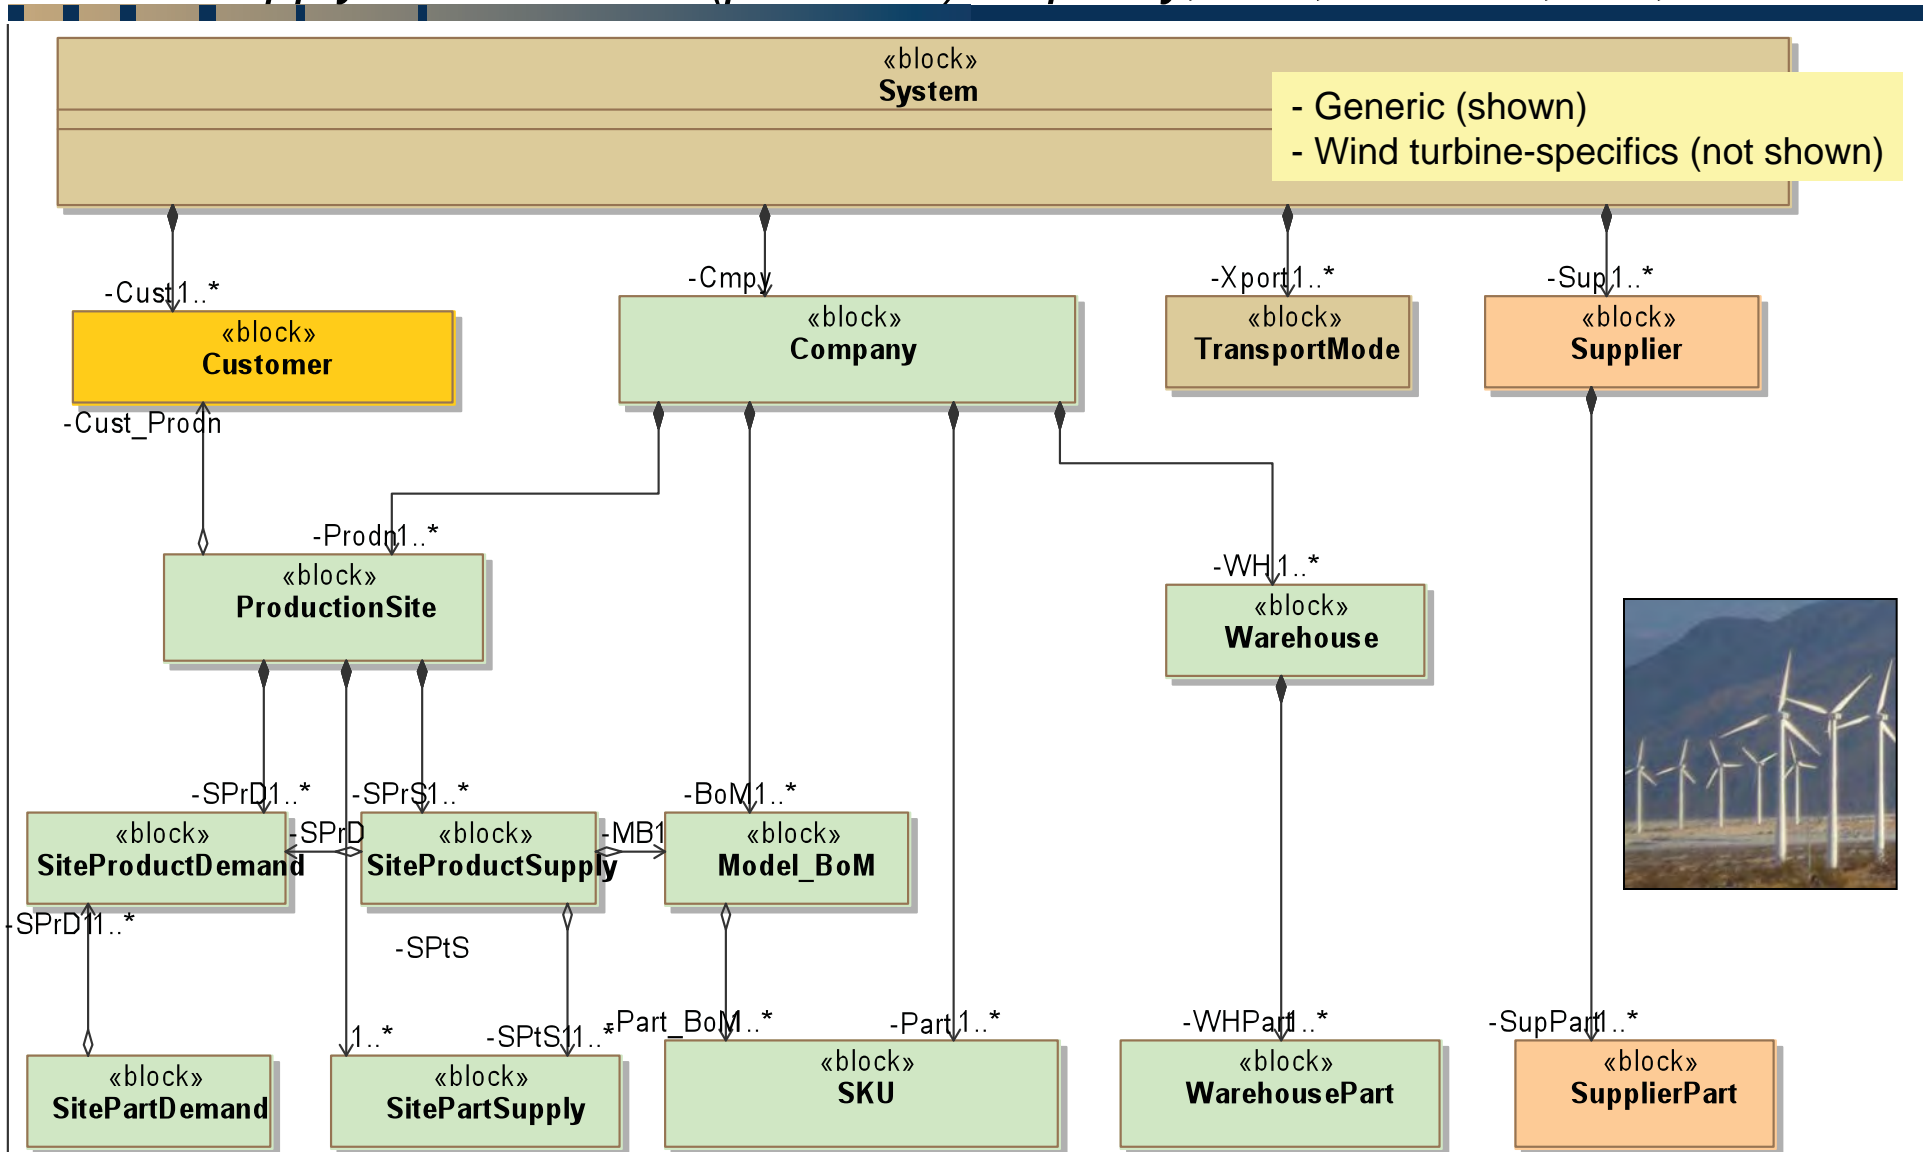 «block»
System
- Generic (shown)
- Wind turbine-specifics (not shown)
-Cust 1..*
-Cmpy
-Xport 1..*
-Sup 1..*
«block»
Customer
«block»
Company
«block»
TransportMode
«block»
Supplier
-Cust_Prodn
-Prodn 1..*
-WH 1..*
«block»
ProductionSite
«block»
Warehouse
-SPrD 1..*
-SPrS 1..*
-BoM 1..*
«block»
SiteProductDemand
-SPrD
«block»
SiteProductSupply
-MB1
«block»
Model_BoM
-SPrD1 1..*
-SPtS
1..*
-SPtS1 1..*
-Part_BoM 1..*
-Part 1..*
-WHPart 1..*
-SupPart 1..*
«block»
SitePartDemand
«block»
SitePartSupply
«block»
SKU
«block»
WarehousePart
«block»
SupplierPart